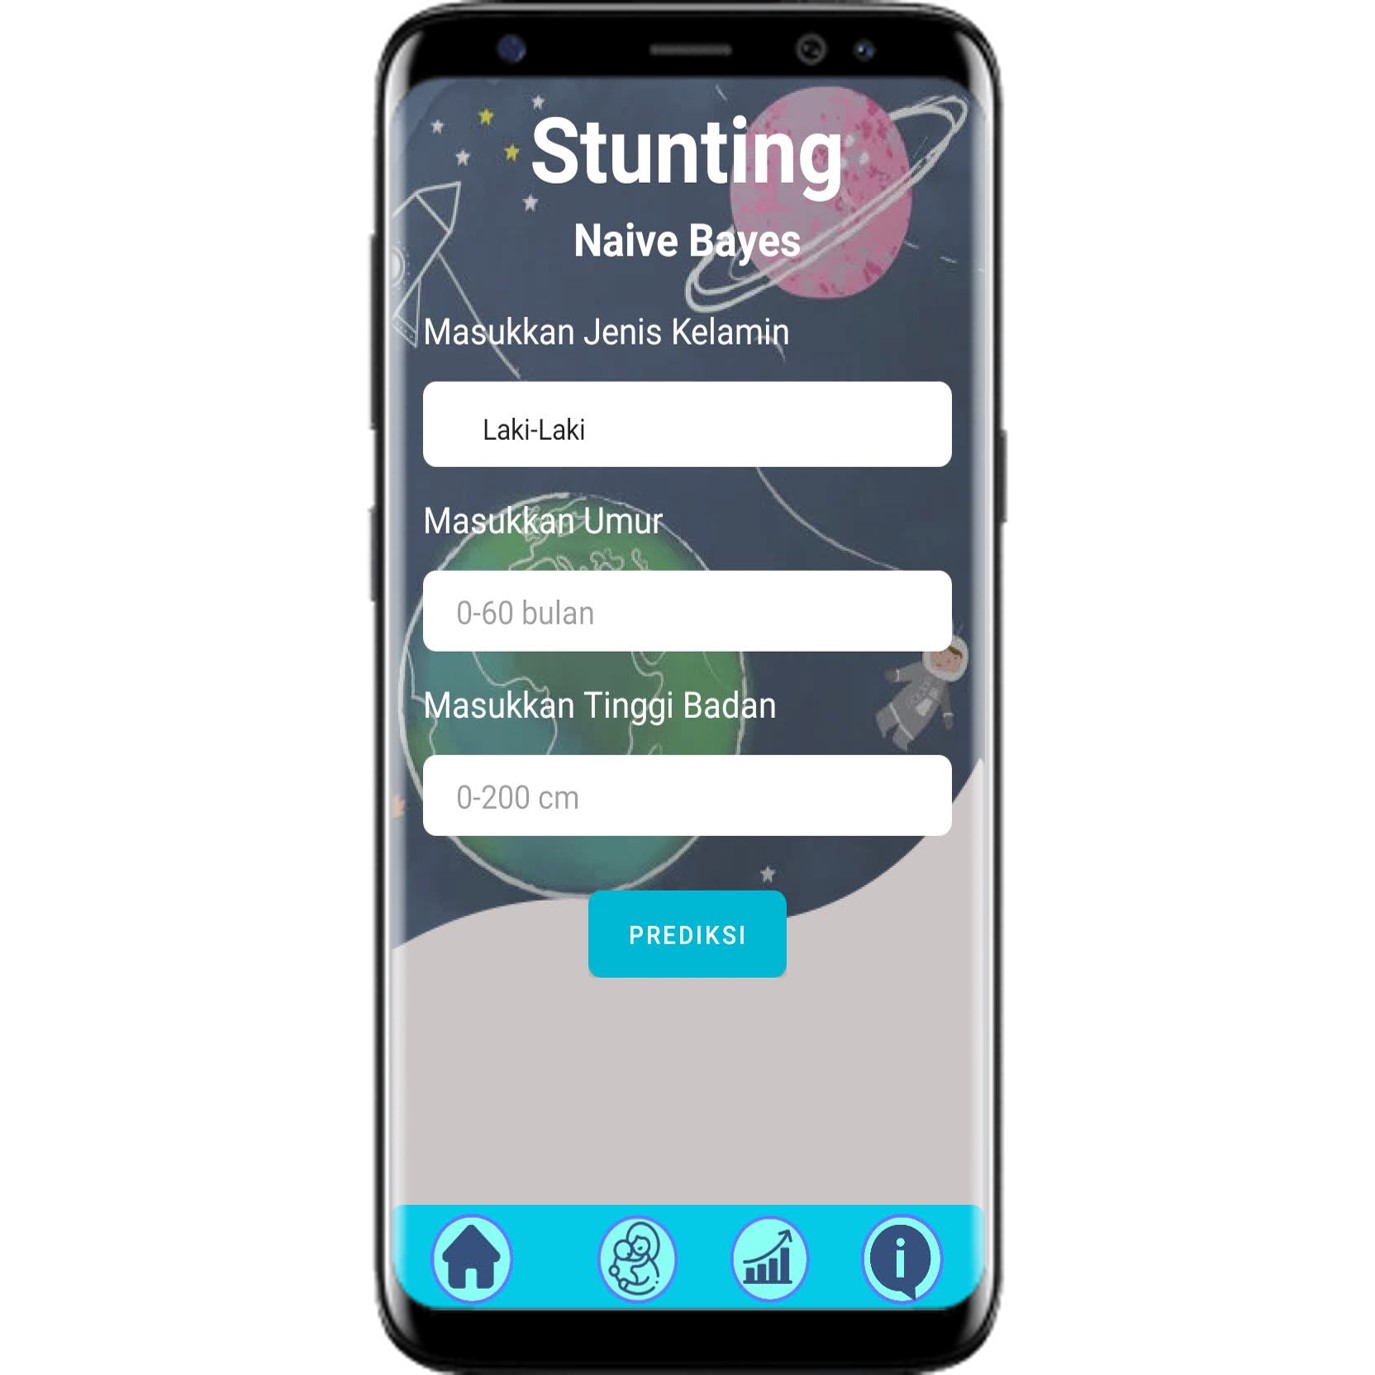 Stunting
Naive Bayes
Masukkan Jenis Kelamin
Laki-Laki
Masukkan Umur
0-60 bulan
Masukkan Tinggi Badan
0-200 cm
PREDIKSI